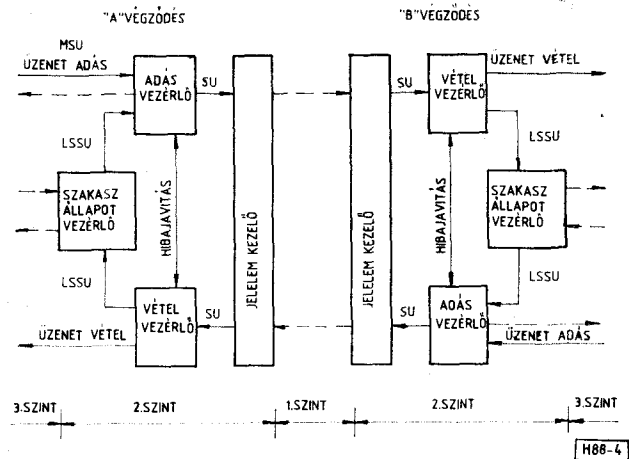 "A" VÉGZŐDÉS
"B" VÉGZŐDÉS
MSU
ÜZENET ADÁS
ADÁS
VEZÉRLŐ
SU
SU
VÉTEL
VEZÉRLŐ
ÜZENET VÉTEL
LSSU
LSSU
SZAKASZ
ÁLLAPOT
VEZÉRLŐ
HIBAJAVITÁS
JELELEM KEZELŐ
JELELEM KEZELŐ
HIBAJAVITÁS
SZAKASZ
ÁLLAPOT
VEZÉRLŐ
LSSU
LSSU
VÉTEL
VEZÉRLŐ
SU
SU
ADÁS
VEZÉRLŐ
ÜZENET VÉTEL
ÜZENET ADÁS
3.SZINT
2.SZINT
1.SZINT
2.SZINT
3.SZINT
H88-4